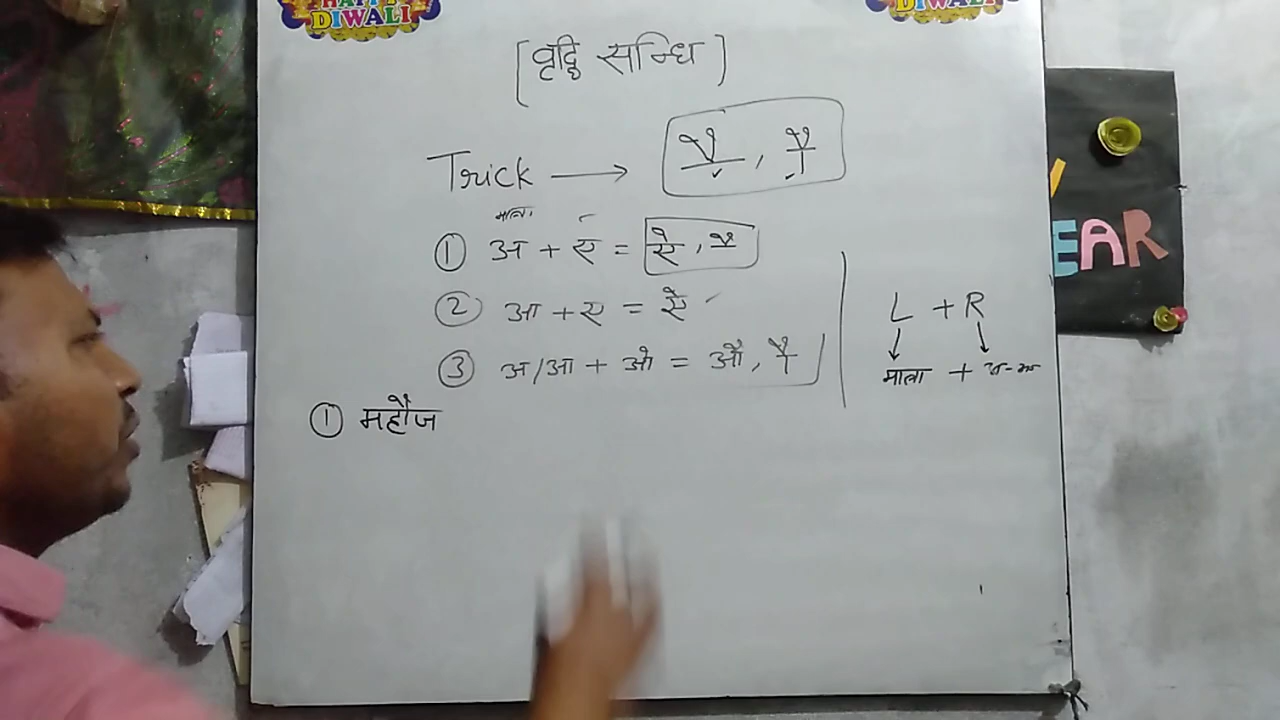 HAPPY
DIWALI
DIWALI
[वृद्धि सन्धि]
Trick → ै , ौ
मात्रा
① अ + ए = ऐ, ै
② आ + ए = ऐ
③ अ/आ + ओ = औ, ौ
L + R
मात्रा +
① महौज
EAR